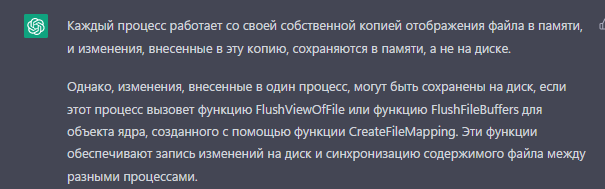 Каждый процесс работает со своей собственной копией отображения файла в памяти,
и изменения, внесенные в эту копию, сохраняются в памяти, а не на диске.
Однако, изменения, внесенные в один процесс, могут быть сохранены на диск, если
этот процесс вызовет функцию FlushViewOfFile или функцию FlushFileBuffers для
объекта ядра, созданного с помощью функции CreateFileMapping. Эти функции
обеспечивают запись изменений на диск и синхронизацию содержимого файла между
разными процессами.